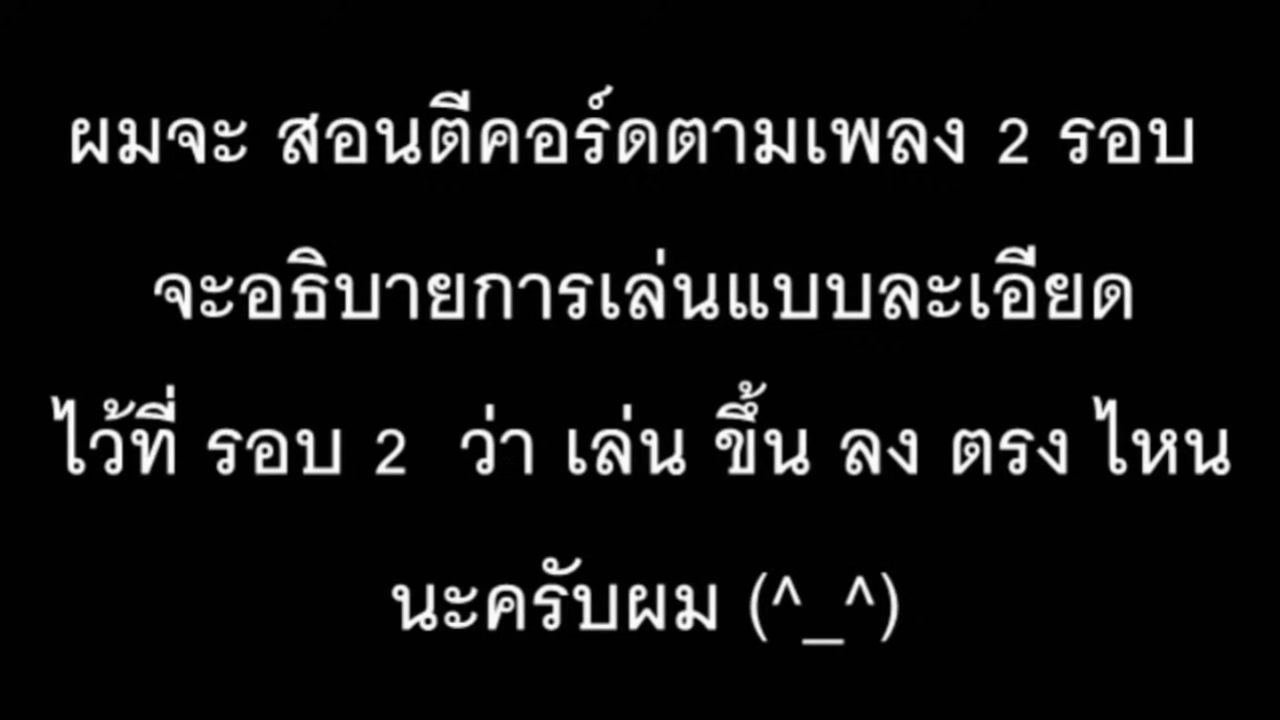 ผมจะ สอนตีคอร์ดตามเพลง 2 รอบ
จะอธิบายการเล่นแบบละเอียด
ไว้ที่ รอบ 2 ว่า เล่น ขึ้น ลง ตรง ไหน
นะครับผม (^_^)